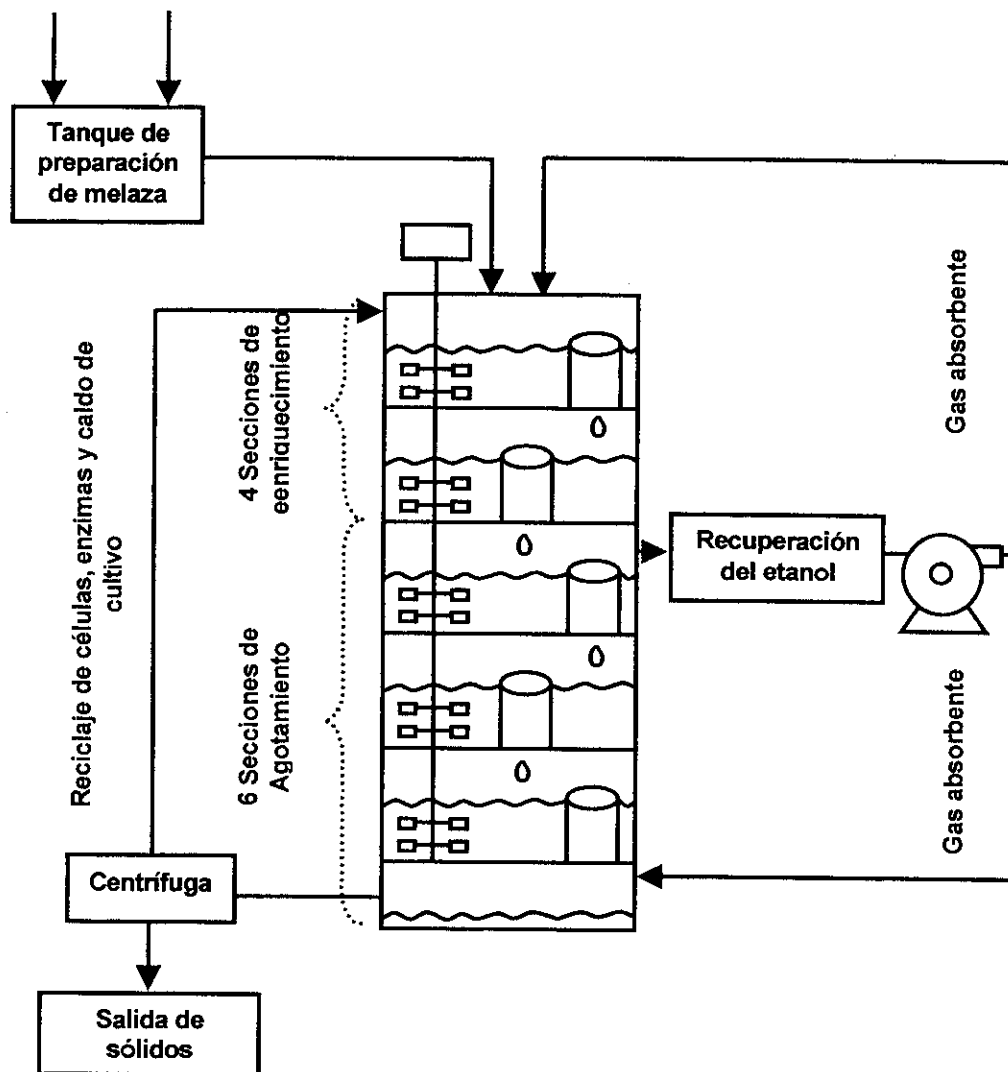 Tanque de
preparación
de melaza
Gas absorbente
4 Secciones de
eenriquecimiento
Reciclaje de células, enzimas y caldo de
cultivo
Recuperación
del etanol
6 Secciones de
Agotamiento
Gas absorbente
Centrífuga
Salida de
sólidos